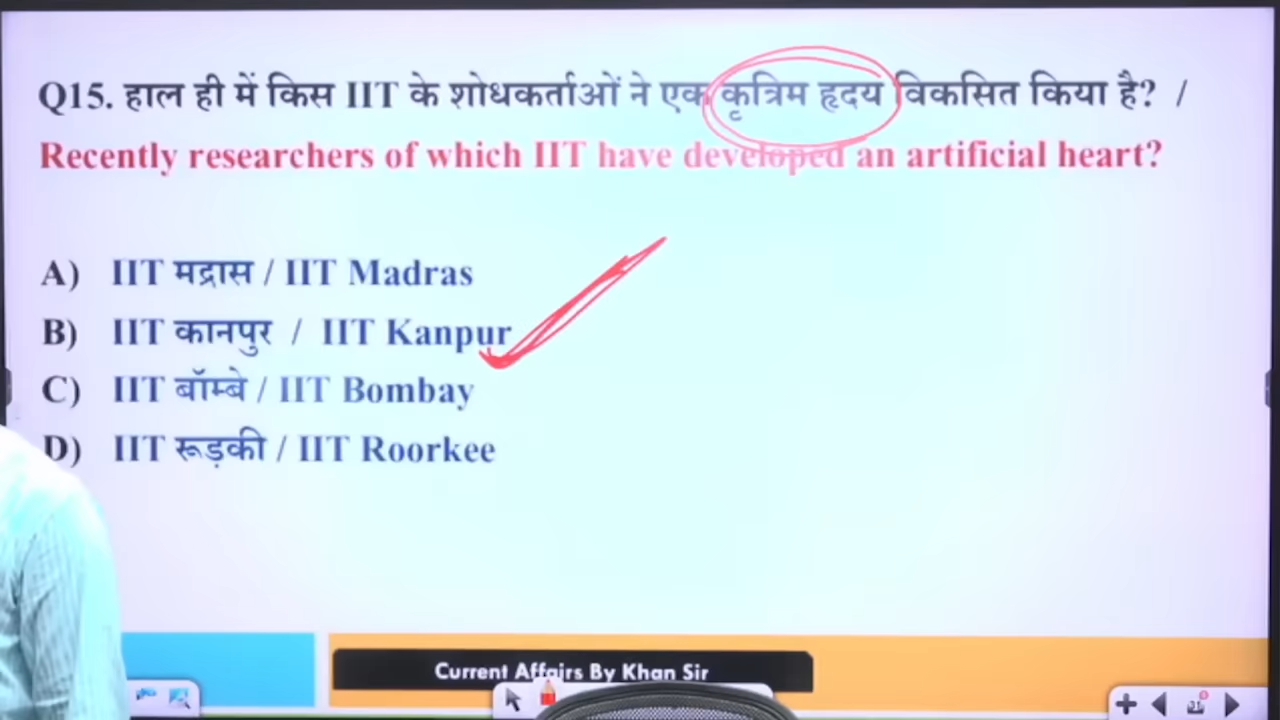 Q15. हाल ही में किस IIT के शोधकर्ताओं ने एक कृत्रिम हृदय विकसित किया है? /
Recently researchers of which IIT have developed an artificial heart?
A) IIT मद्रास / IIT Madras
B) IIT कानपुर / IIT Kanpur
C) IIT बॉम्बे / IIT Bombay
D) IIT रूड़की / IIT Roorkee
Current Affairs By Khan Sir